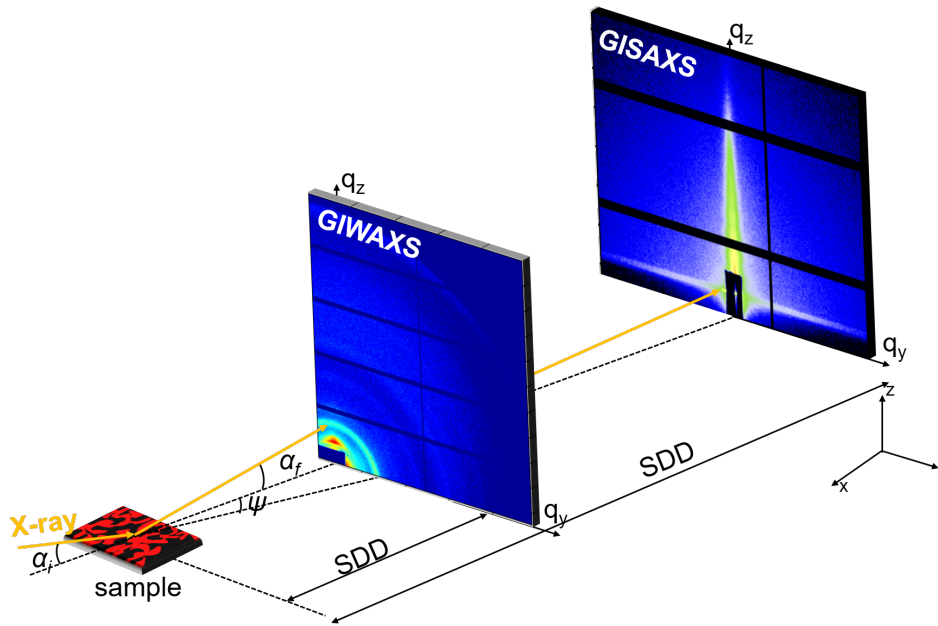 GISAXS
q_z
q_z
GIWAXS
q_y
z
SDD
x
α_f
ψ
X-ray
q_y
α_i
SDD
sample